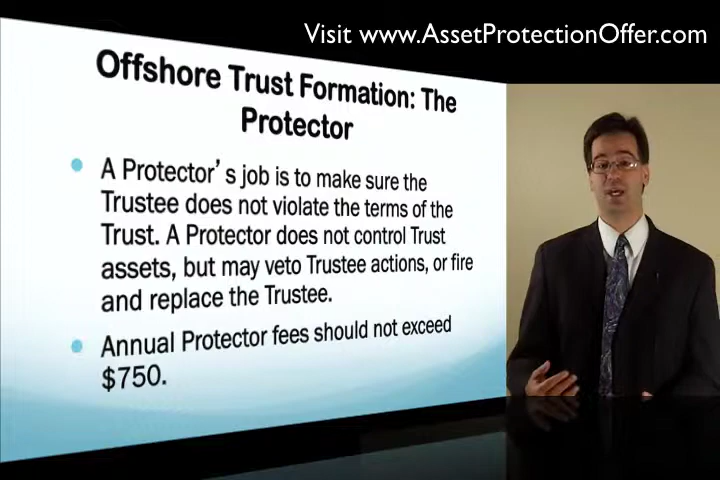 Visit www.AssetProtectionOffer.com
Offshore Trust Formation: The
Protector
A Protector's job is to make sure the
Trustee does not violate the terms of the
Trust. A Protector does not control Trust
assets, but may veto Trustee actions, or fire
and replace the Trustee.
Annual Protector fees should not exceed
$750.